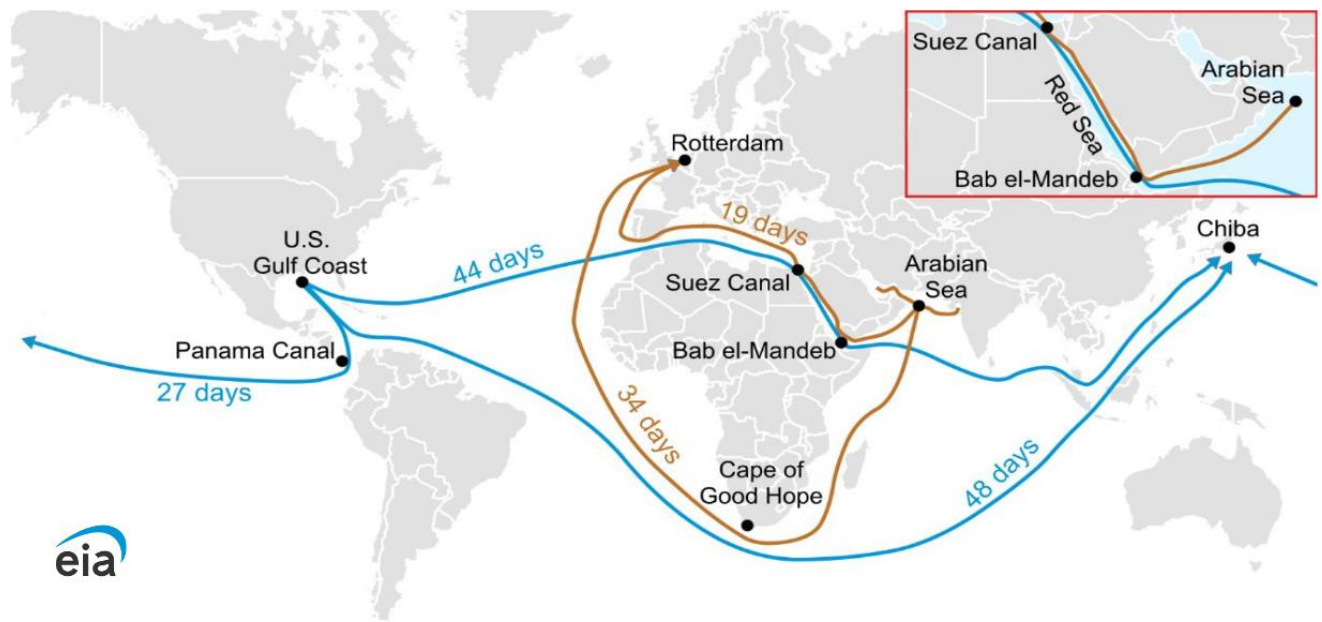 Suez Canal
Arabian
Sea
Red Sea
Bab el-Mandeb
Rotterdam
19 days
Chiba
U.S.
Gulf Coast
44 days
Suez Canal
Arabian
Sea
Panama Canal
Bab el-Mandeb
27 days
34 days
Cape of
Good Hope
48 days
eia